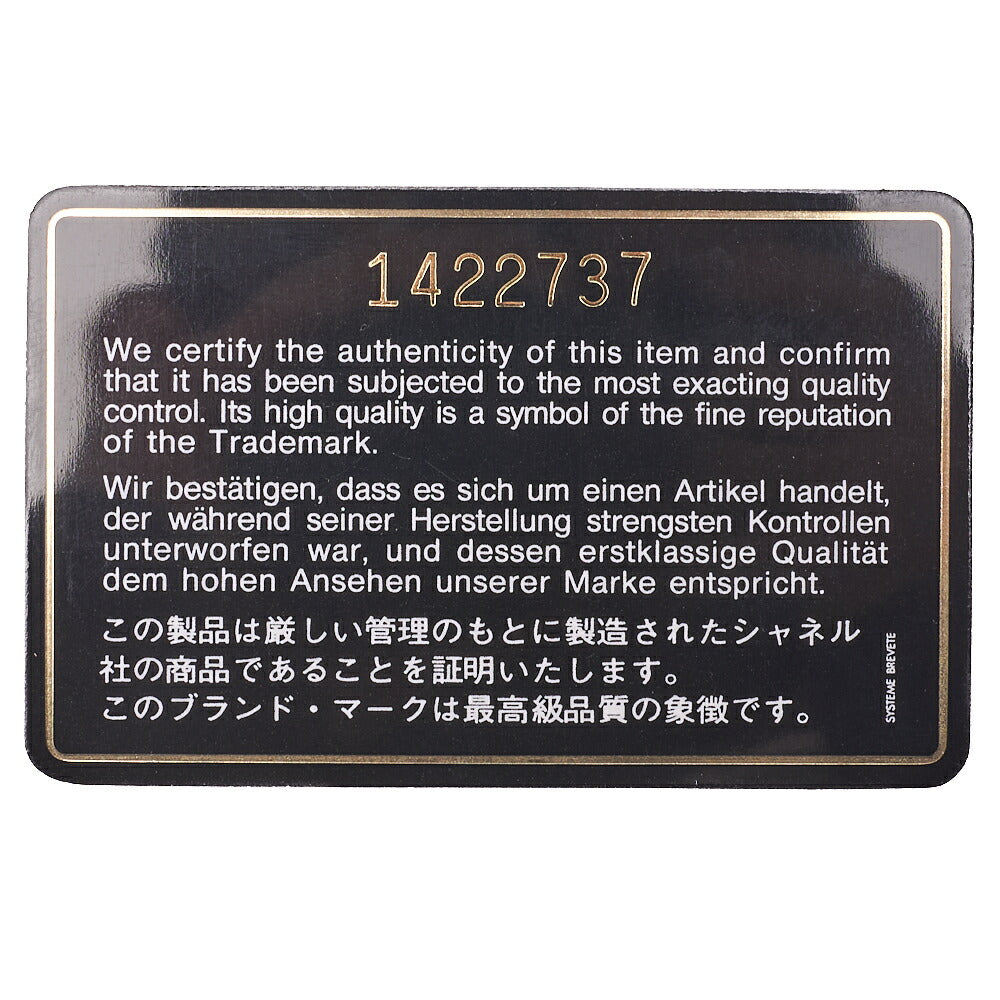 1422737
We certify the authenticity of this item and confirm
that it has been subjected to the most exacting quality
control. Its high quality is a symbol of the fine reputation
of the Trademark.
Wir bestätigen, dass es sich um einen Artikel handelt,
der während seiner Herstellung strengsten Kontrollen
unterworfen war, und dessen erstklassige Qualität
dem hohen Ansehen unserer Marke entspricht.
この製品は厳しい管理のもとに製造されたシャネル
社の商品であることを証明いたします。
このブランド・マークは最高級品質の象徴です。
SYSTEME BREVETE